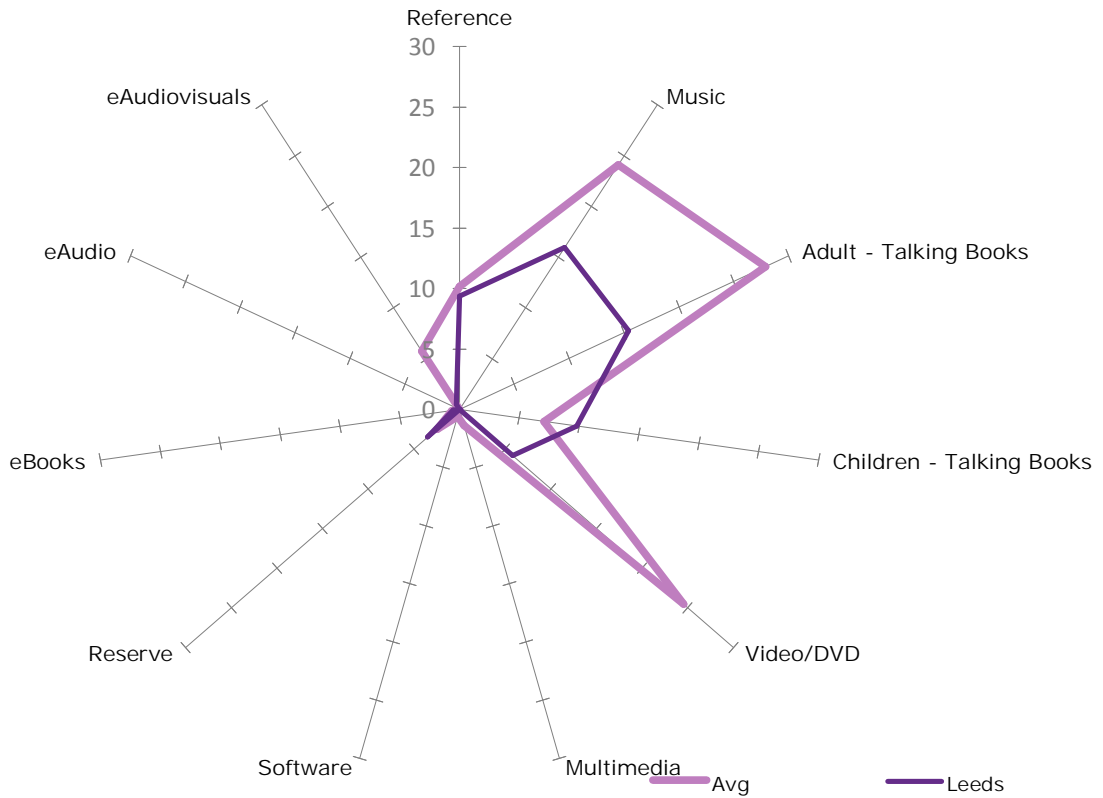 Reference
30
eAudiovisuals
Music
25
20
eAudio
Adult - Talking Books
15
10
5
0
eBooks
Children - Talking Books
Reserve
Video/DVD
Software
Multimedia
Avg
Leeds